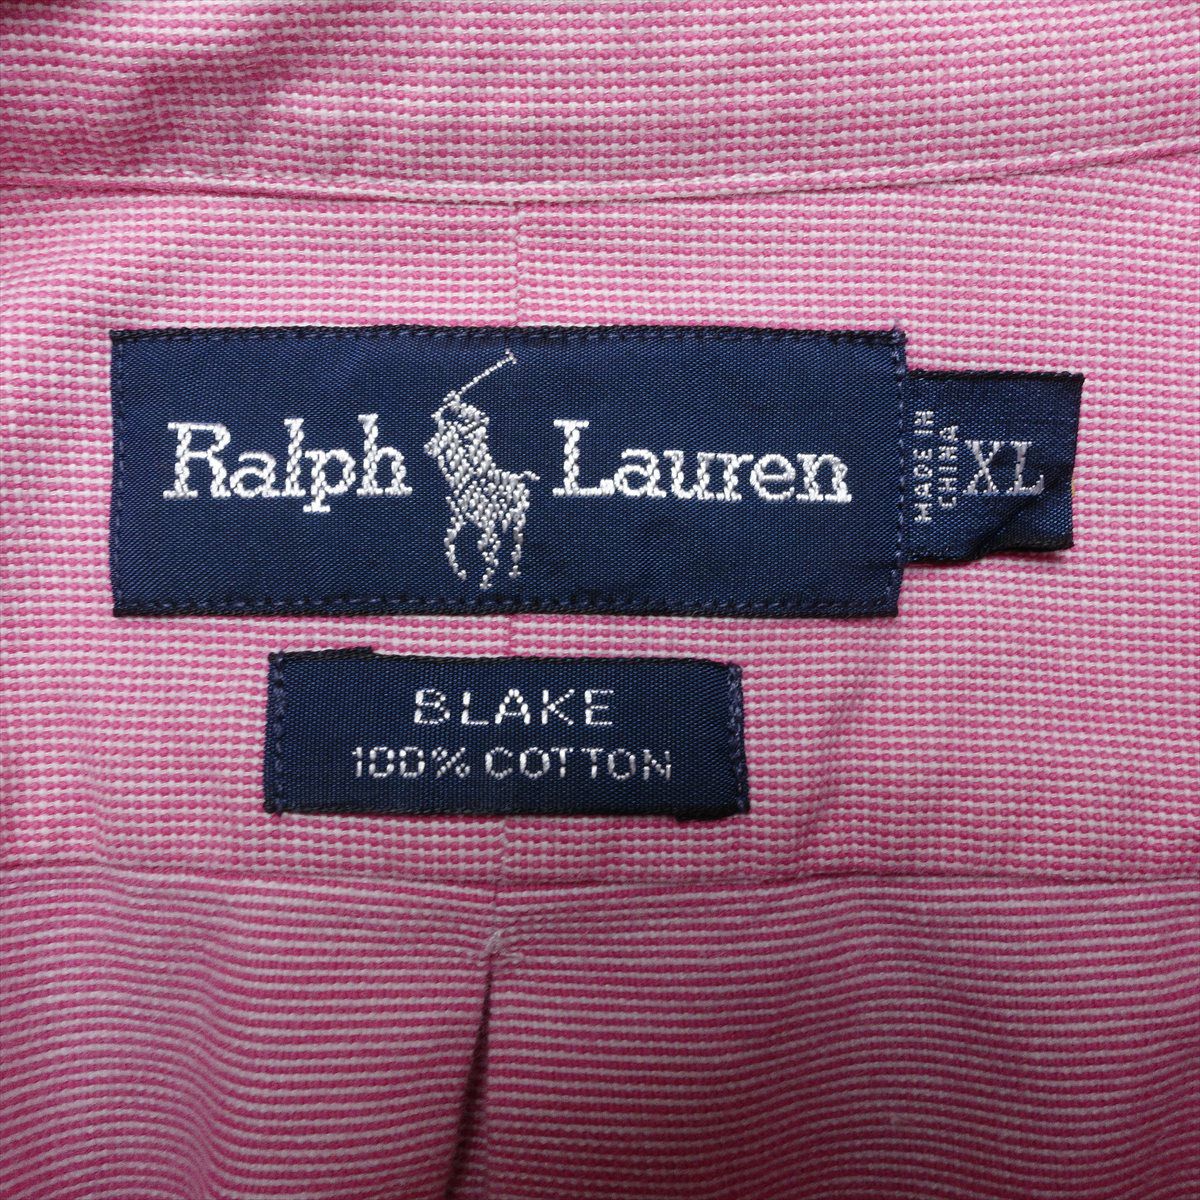 Ralph Lauren
MADE IN
CHINA
XL
BLAKE
100% COTTON